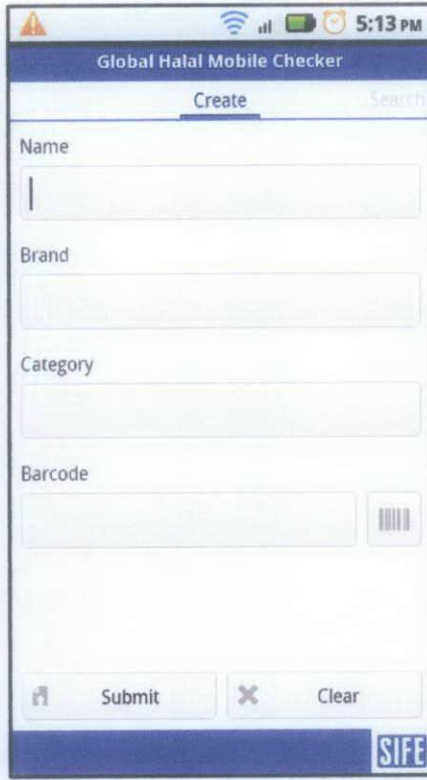 5:13 PM
Global Halal Mobile Checker
Create Search
Name
Brand
Category
Barcode
Submit Clear
SIFE